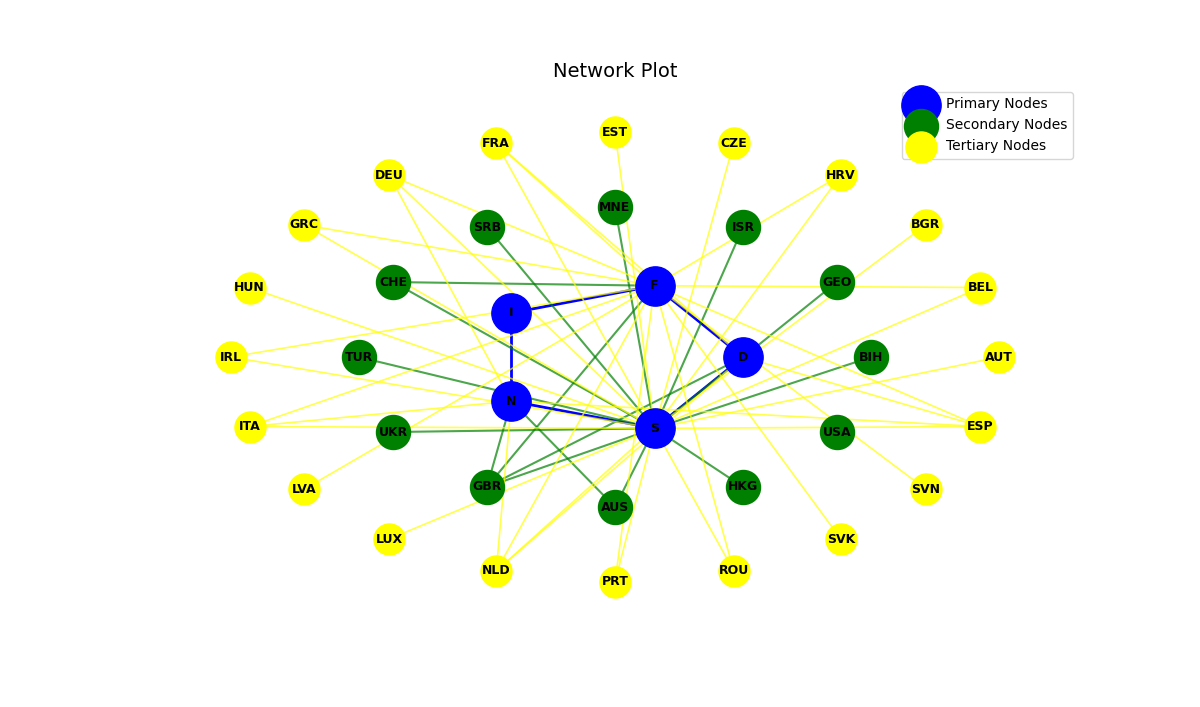 Network Plot
Primary Nodes
Secondary Nodes
Tertiary Nodes
EST
FRA
CZE
DEU
HRV
MNE
GRC
SRB
ISR
BGR
CHE
GEO
HUN
F
BEL
I
IRL
TUR
D
BIH
AUT
N
ITA
UKR
S
USA
ESP
LVA
GBR
HKG
SVN
AUS
LUX
SVK
NLD
ROU
PRT